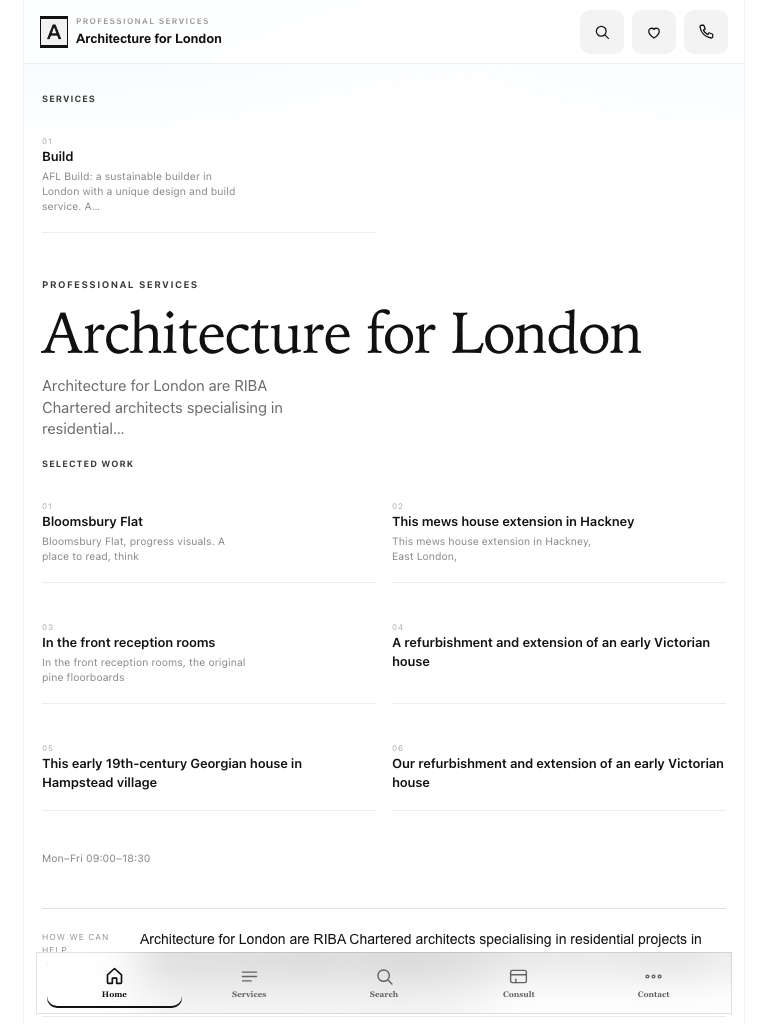 A
PROFESSIONAL SERVICES
Architecture for London
SERVICES
01
Build
AFL Build: a sustainable builder in
London with a unique design and build
service. A...
PROFESSIONAL SERVICES
Architecture for London
Architecture for London are RIBA
Chartered architects specialising in
residential...
SELECTED WORK
01
Bloomsbury Flat
Bloomsbury Flat, progress visuals. A
place to read, think
02
This mews house extension in Hackney
This mews house extension in Hackney,
East London,
03
In the front reception rooms
In the front reception rooms, the original
pine floorboards
04
A refurbishment and extension of an early Victorian
house
05
This early 19th-century Georgian house in
Hampstead village
06
Our refurbishment and extension of an early Victorian
house
Mon–Fri 09:00–18:30
HOW WE CAN
HELP
Architecture for London are RIBA Chartered architects specialising in residential projects in
Home
Services
Search
Consult
Contact